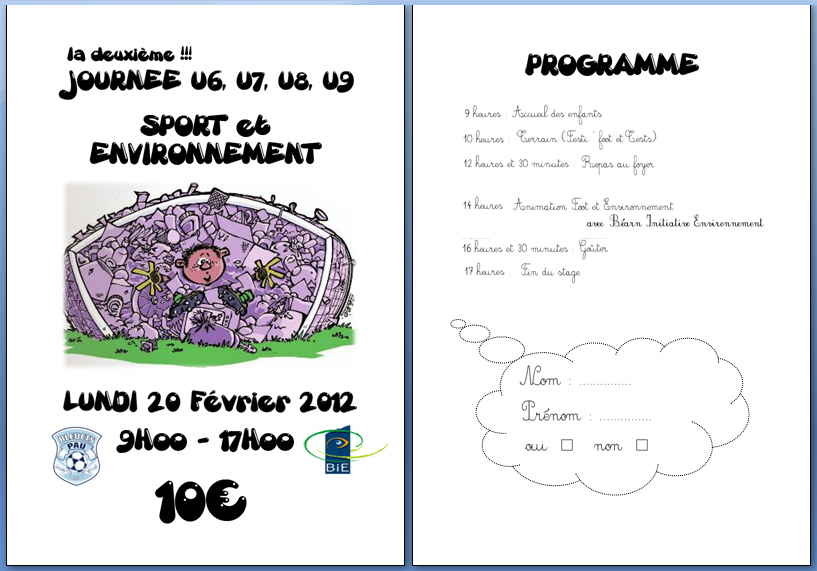 la deuxième !!!
JOURNEE U6, U7, U8, U9
SPORT et
ENVIRONNEMENT
LUNDI 20 Février 2012
9H00 - 17H00
BLEUETS
PAU
BiE
10€
PROGRAMME
9 heures : Accueil des enfants
10 heures : Terrain (Festi ' foot et Tests)
12 heures et 30 minutes Repas au foyer
14 heures : Animation Foot et Environnement
avec Béarn Initiative Environnement
16 heures et 30 minutes : Goûter
17 heures : Fin du stage
Nom : ..............
Prénom : ..............
oui ☐ non ☐